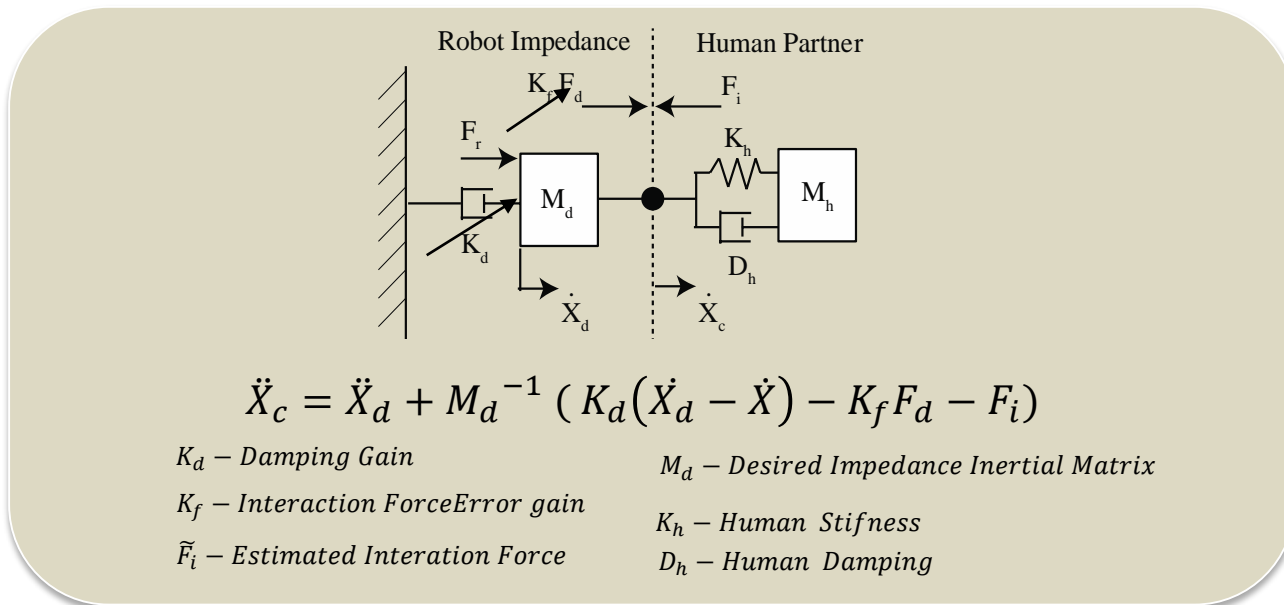 Robot Impedance Human Partner
K_f F_d F_i
F_r K_h
M_d M_h
K_d D_h
Ẋ_d Ẋ_c
Ẍ_c = Ẍ_d + M_d⁻¹ ( K_d(Ẋ_d − Ẋ) − K_f F_d − F_i)
K_d − Damping Gain
K_f − Interaction ForceError gain
F̃_i − Estimated Interation Force
M_d − Desired Impedance Inertial Matrix
K_h − Human Stifness
D_h − Human Damping